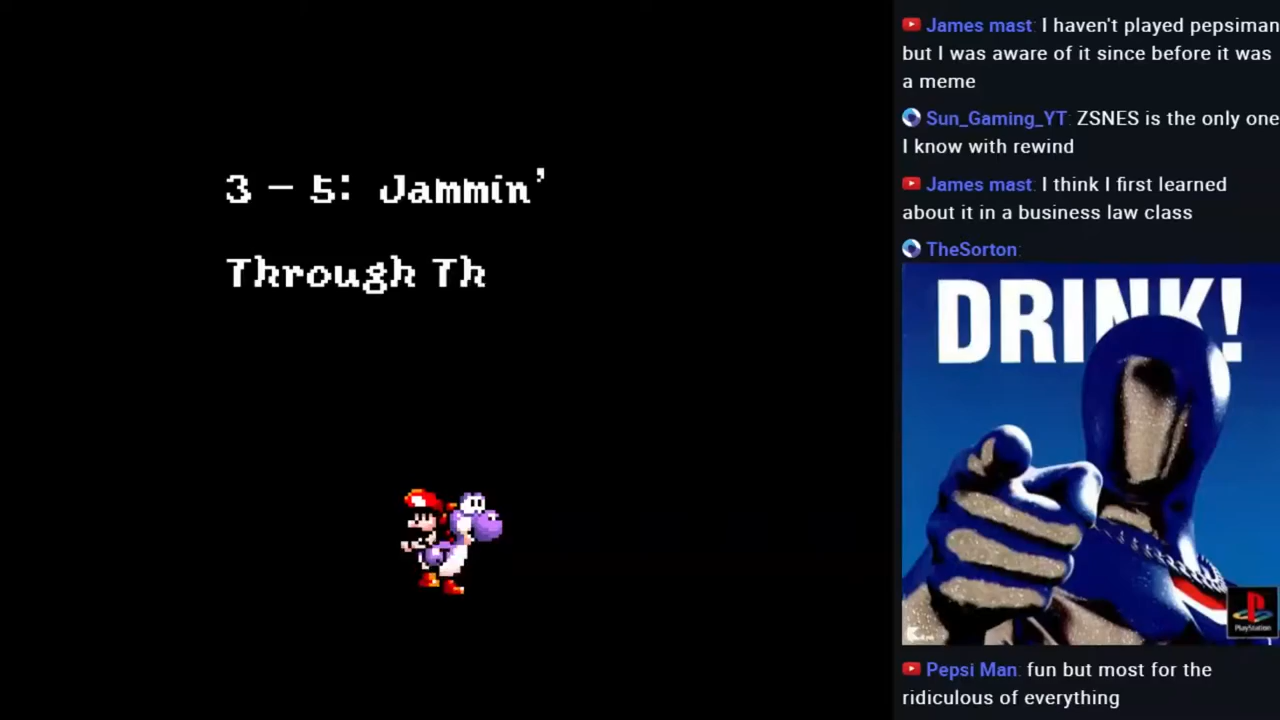 3 - 5: Jammin'
Through Th
James mast: I haven't played pepsiman
but I was aware of it since before it was
a meme
Sun_Gaming_YT: ZSNES is the only one
I know with rewind
James mast: I think I first learned
about it in a business law class
TheSorton:
DRINK!
PlayStation
Pepsi Man: fun but most for the
ridiculous of everything